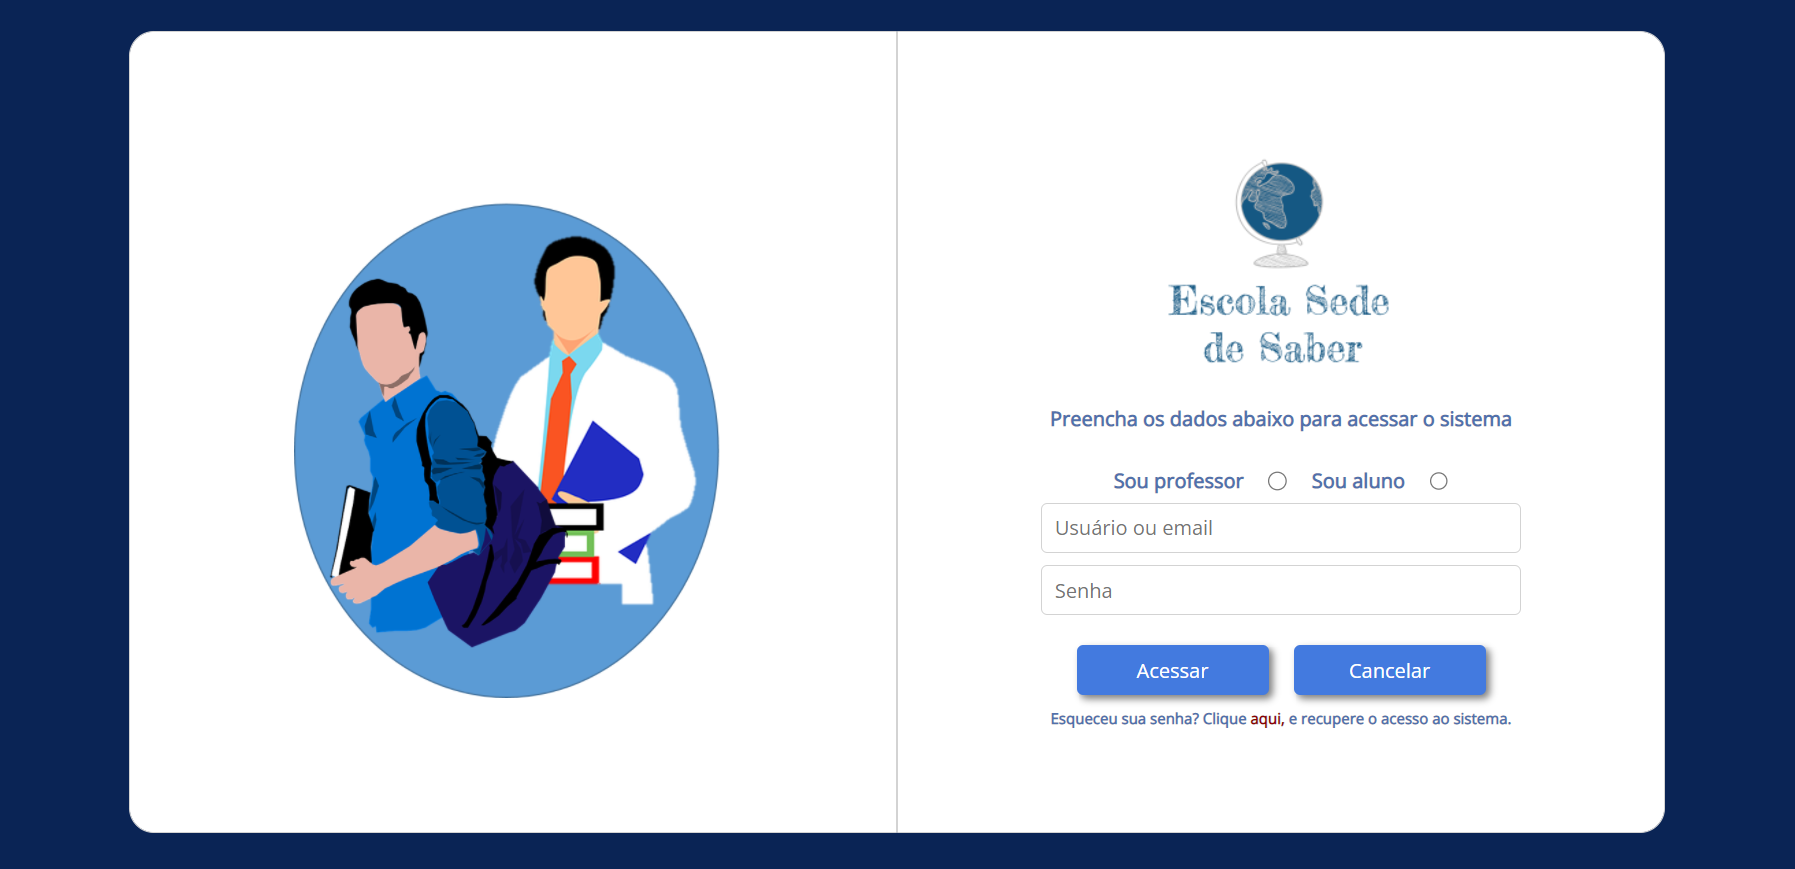 Escola Sede
de Saber
Preencha os dados abaixo para acessar o sistema
Sou professor Sou aluno
Usuário ou email
Senha
Acessar Cancelar
Esqueceu sua senha? Clique aqui, e recupere o acesso ao sistema.